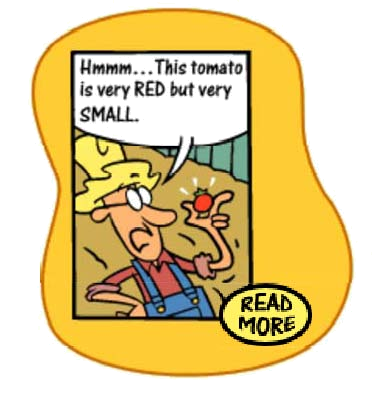 Hmmm...This tomato
is very RED but very
SMALL.
READ
MORE